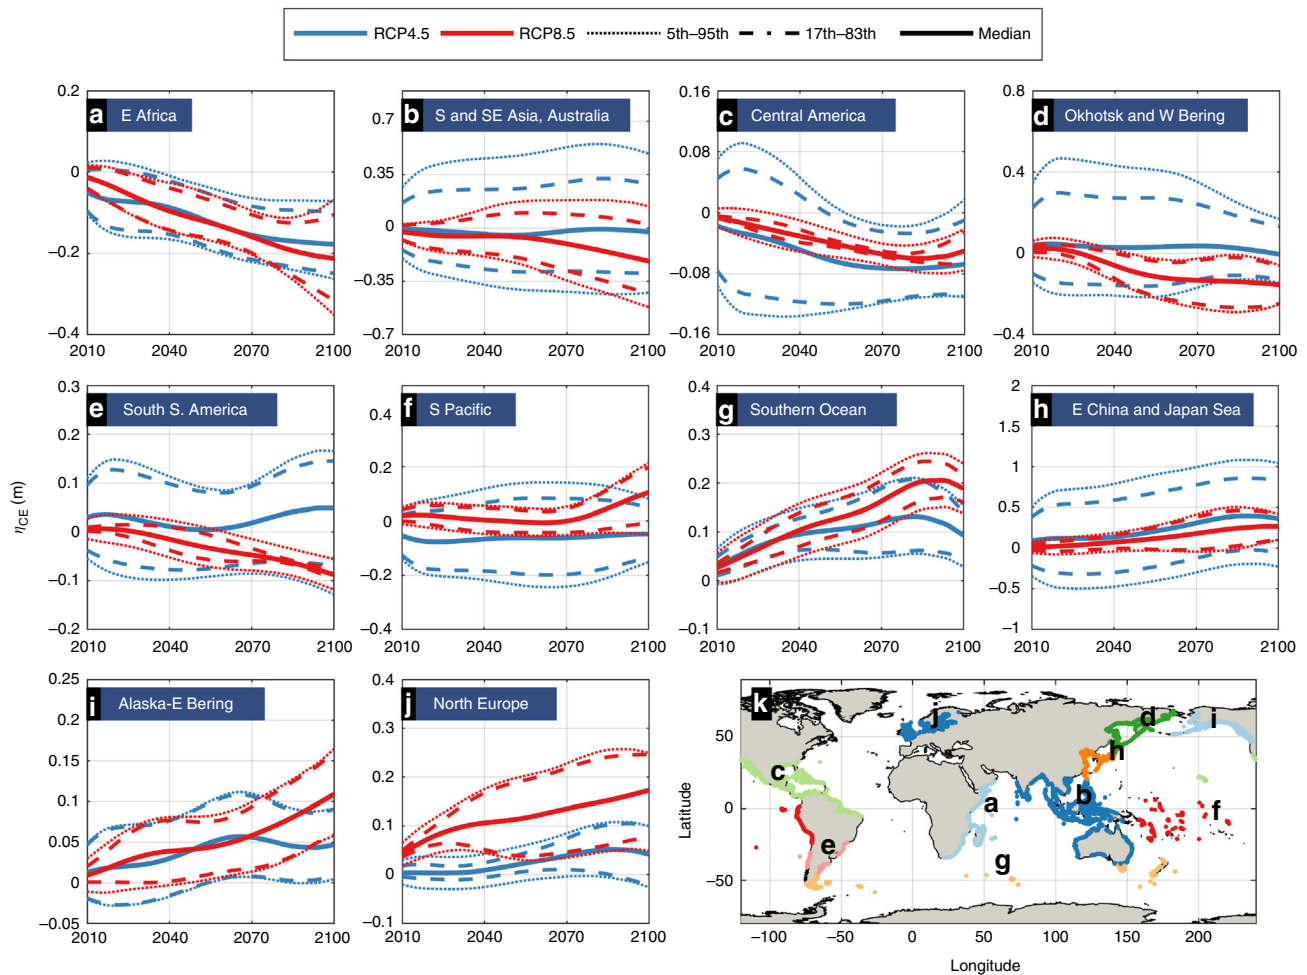 RCP4.5 RCP8.5 5th–95th 17th–83th Median
a E Africa
0.2
0
−0.2
−0.4
2010 2040 2070 2100
b S and SE Asia, Australia
0.7
0.35
0
−0.35
−0.7
2010 2040 2070 2100
c Central America
0.16
0.08
0
−0.08
−0.16
2010 2040 2070 2100
d Okhotsk and W Bering
0.8
0.4
0
−0.4
2010 2040 2070 2100
ηCE (m)
e South S. America
0.3
0.2
0.1
0
−0.1
−0.2
2010 2040 2070 2100
f S Pacific
0.4
0.2
0
−0.2
−0.4
2010 2040 2070 2100
g Southern Ocean
0.4
0.3
0.2
0.1
0
−0.1
2010 2040 2070 2100
h E China and Japan Sea
2
1
0.5
0
−0.5
−1
2010 2040 2070 2100
i Alaska-E Bering
0.25
0.2
0.15
0.1
0.05
0
−0.05
2010 2040 2070 2100
j North Europe
0.4
0.3
0.2
0.1
0
−0.1
2010 2040 2070 2100
k
j d i
h
c
a b f
e
g
50
0
−50
Latitude
−100 −50 0 50 100 150 200
Longitude